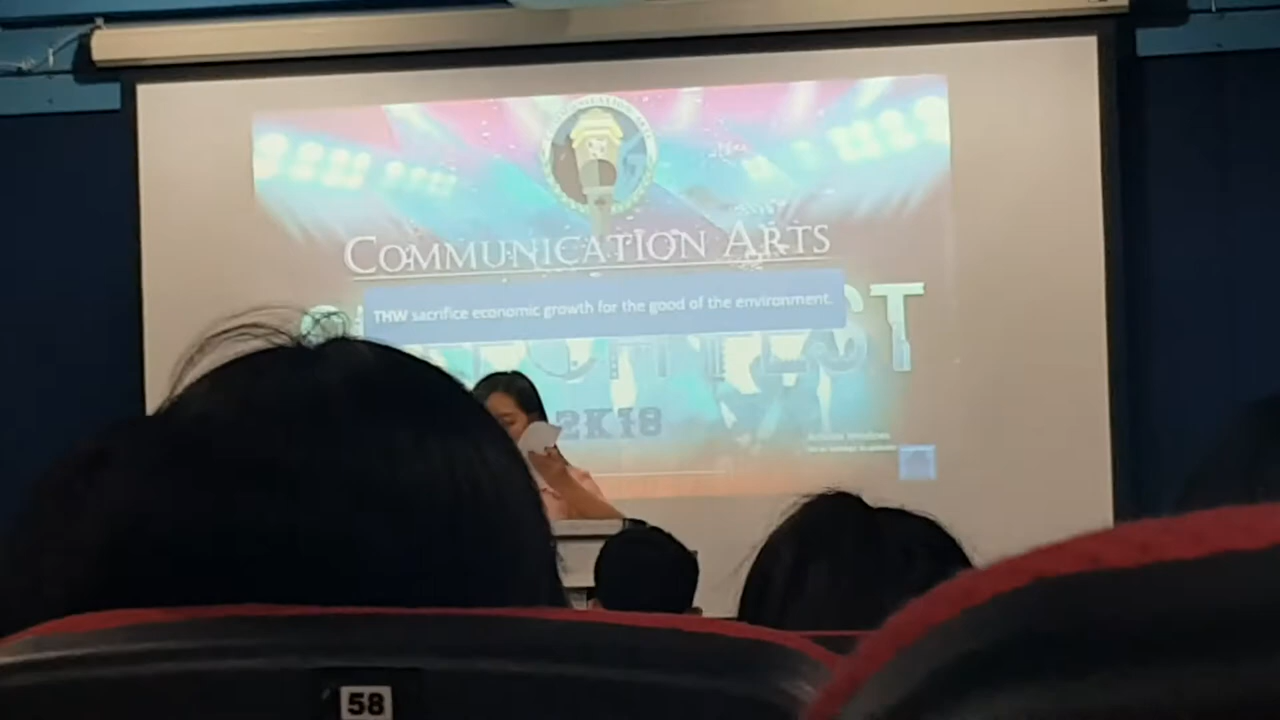 COMMUNICATION ARTS
THW sacrifice economic growth for the good of the environment.
2K18
58